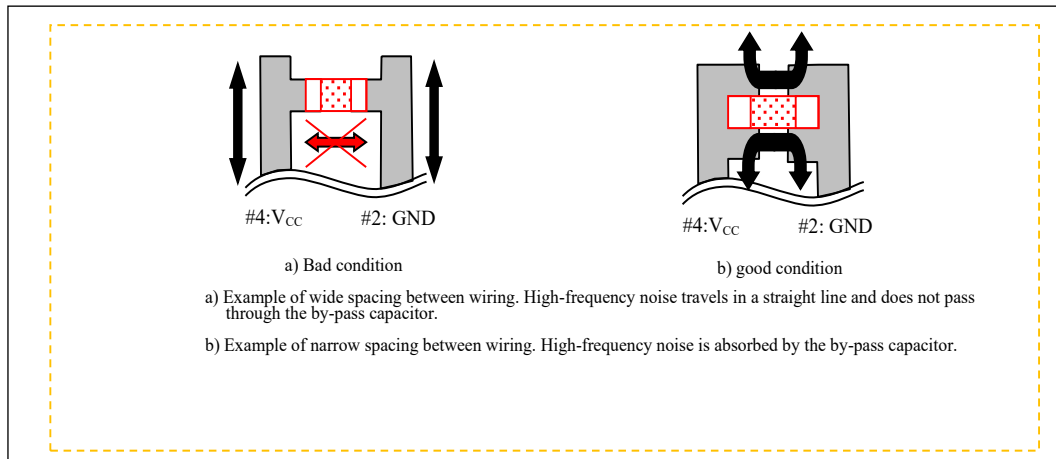 #4:VCC #2: GND #4:VCC #2: GND
a) Bad condition b) good condition
a) Example of wide spacing between wiring. High-frequency noise travels in a straight line and does not pass
through the by-pass capacitor.
b) Example of narrow spacing between wiring. High-frequency noise is absorbed by the by-pass capacitor.